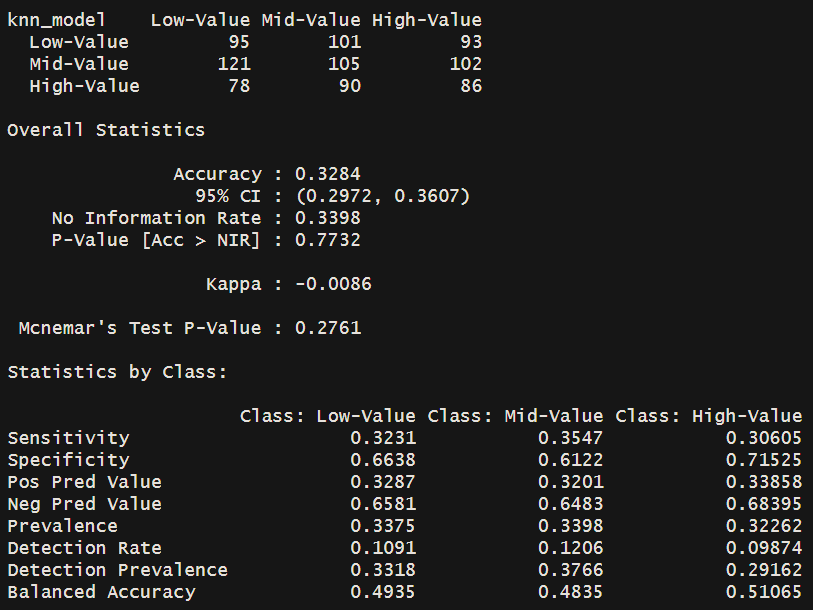 knn_model    Low-Value Mid-Value High-Value
  Low-Value         95       101         93
  Mid-Value        121       105        102
  High-Value        78        90         86
Overall Statistics
               Accuracy : 0.3284
                 95% CI : (0.2972, 0.3607)
    No Information Rate : 0.3398
    P-Value [Acc > NIR] : 0.7732
                  Kappa : -0.0086
 Mcnemar's Test P-Value : 0.2761
Statistics by Class:
                     Class: Low-Value Class: Mid-Value Class: High-Value
Sensitivity                    0.3231           0.3547           0.30605
Specificity                    0.6638           0.6122           0.71525
Pos Pred Value                 0.3287           0.3201           0.33858
Neg Pred Value                 0.6581           0.6483           0.68395
Prevalence                     0.3375           0.3398           0.32262
Detection Rate                 0.1091           0.1206           0.09874
Detection Prevalence           0.3318           0.3766           0.29162
Balanced Accuracy              0.4935           0.4835           0.51065